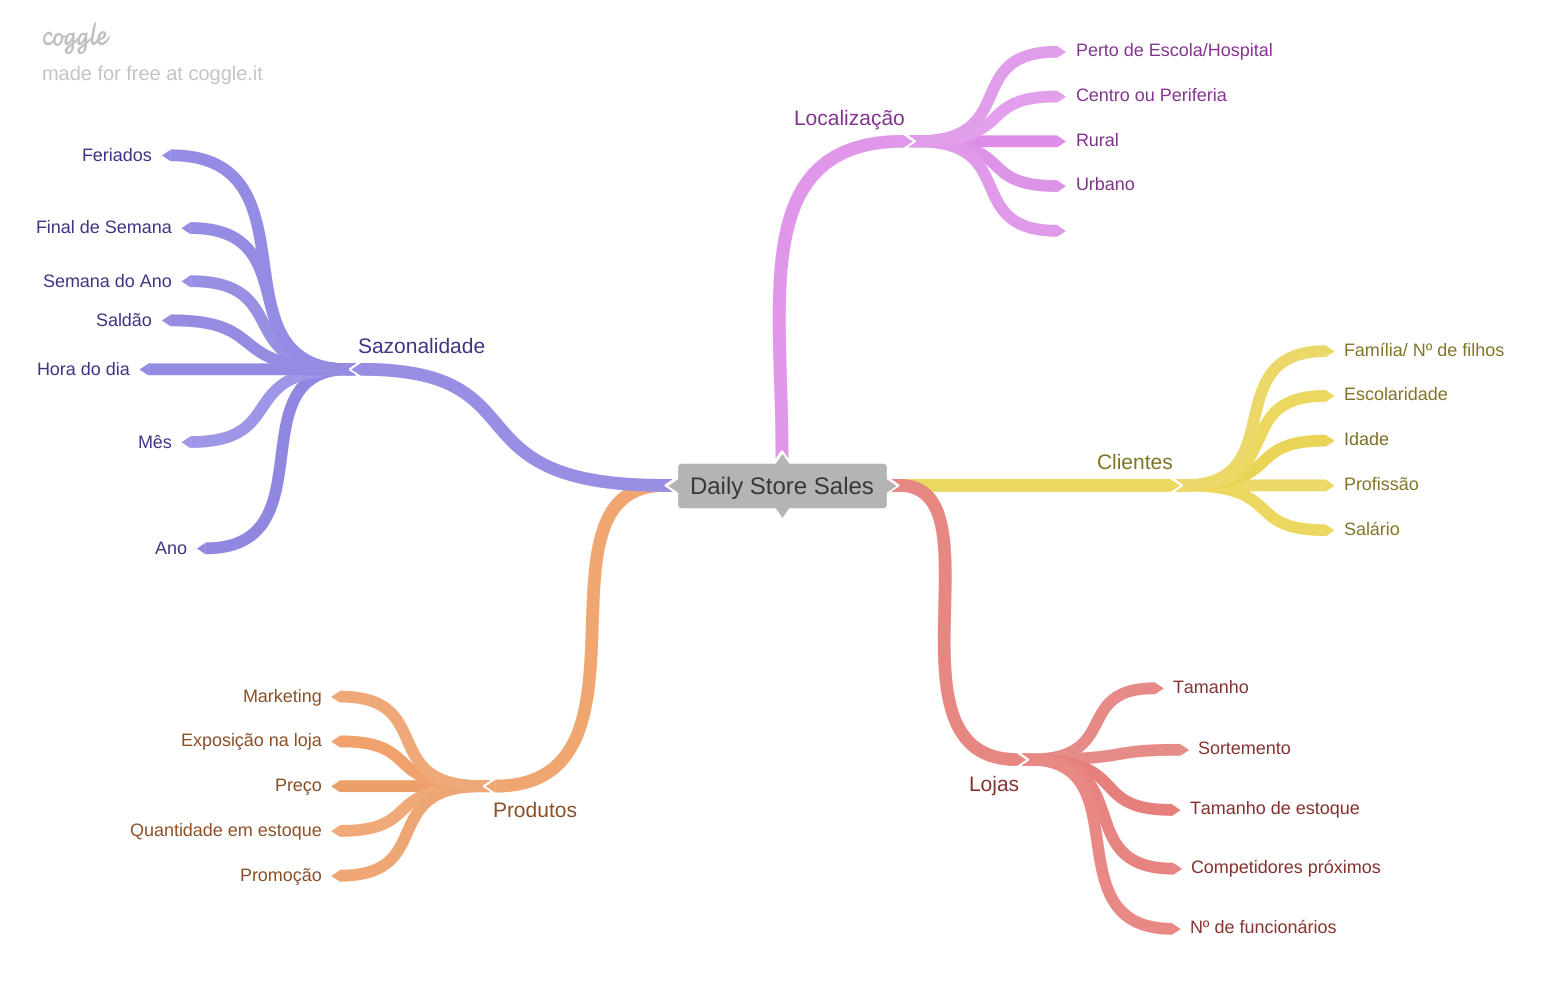 coggle
made for free at coggle.it
Daily Store Sales
Localização
Perto de Escola/Hospital
Centro ou Periferia
Rural
Urbano
Clientes
Família/ Nº de filhos
Escolaridade
Idade
Profissão
Salário
Lojas
Tamanho
Sortemento
Tamanho de estoque
Competidores próximos
Nº de funcionários
Sazonalidade
Feriados
Final de Semana
Semana do Ano
Saldão
Hora do dia
Mês
Ano
Produtos
Marketing
Exposição na loja
Preço
Quantidade em estoque
Promoção